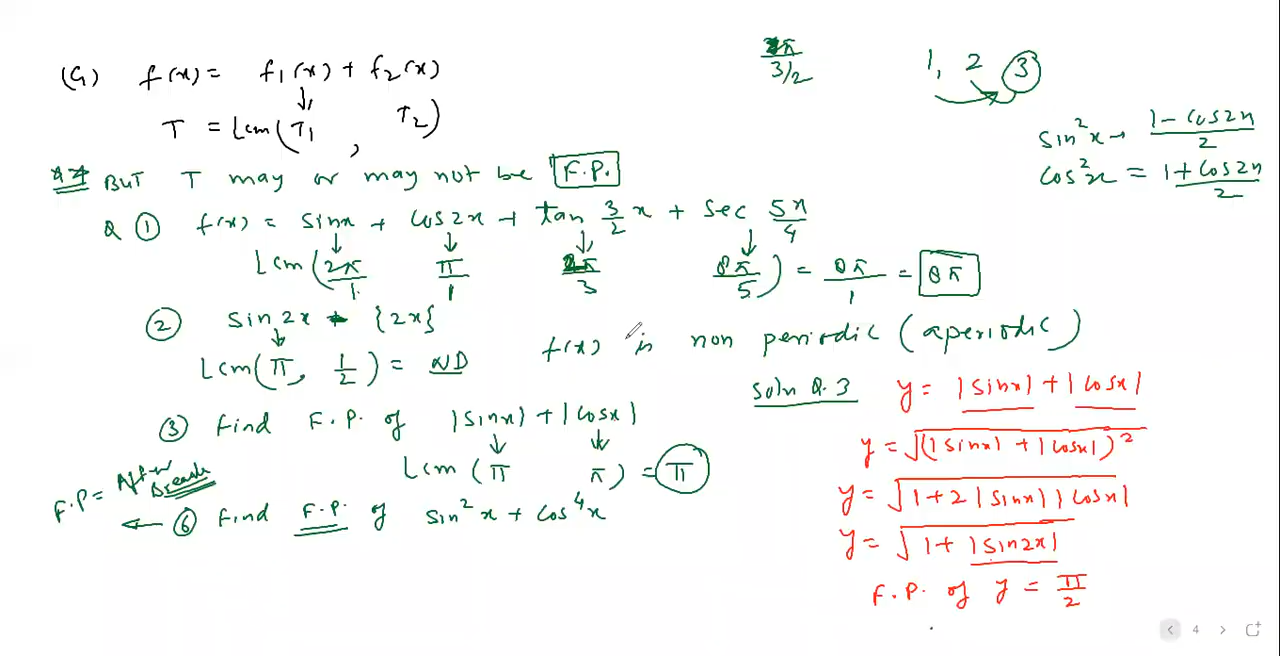 (G) f(x) = f₁(x) + f₂(x)
↓
T = Lcm(T₁ , T₂)
π
3/2
1, 2 3
sin²x → 1 - cos2x / 2
cos²x = 1 + cos2x / 2
** But T may or may not be F.P.
Q ① f(x) = sinx + cos2x + tan 3/2 x + sec 5x/4
↓ ↓ ↓ ↓
Lcm(2π/1 π/1 2π/3 8π/5) = 8π/1 = 8π
② sin2x + {2x}
↓
Lcm(π, 1/2) = ND
f(x) is non periodic (aperiodic)
③ find F.P. of |sinx| + |cosx|
↓ ↓
Lcm(π π) = π
F.P = After Break
← ⑥ find F.P. of sin²x + cos⁴x
Soln Q.3 y = |sinx| + |cosx|
y = √(|sinx| + |cosx|)²
y = √1 + 2|sinx||cosx|
y = √1 + |sin2x|
F.P. of y = π/2
4